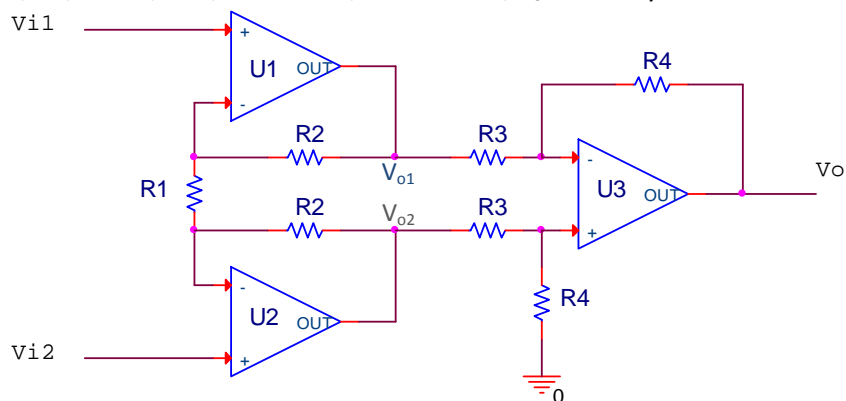 Vi1
+
U1
OUT
-
R4
R2
R3
Vo1
-
U3
OUT
+
Vo
R1
R2
Vo2
R3
-
U2
OUT
+
R4
Vi2
0